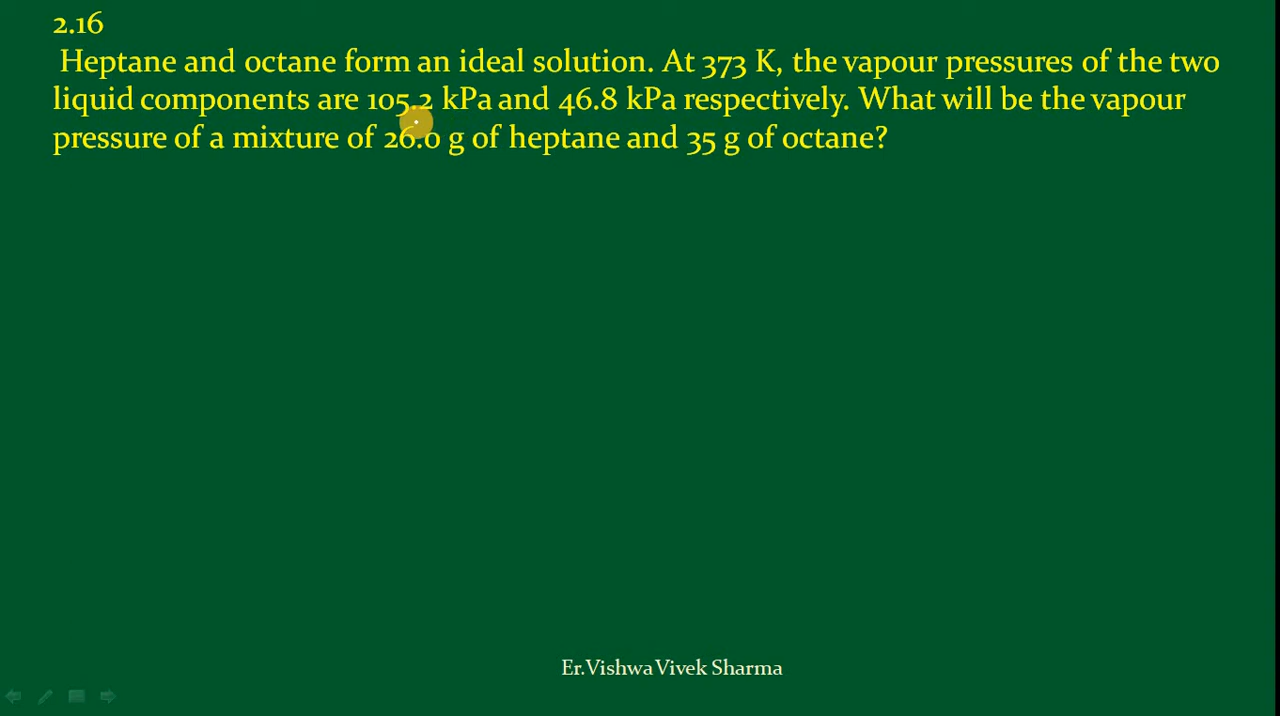 2.16
Heptane and octane form an ideal solution. At 373 K, the vapour pressures of the two
liquid components are 105.2 kPa and 46.8 kPa respectively. What will be the vapour
pressure of a mixture of 26.0 g of heptane and 35 g of octane?
Er.Vishwa Vivek Sharma